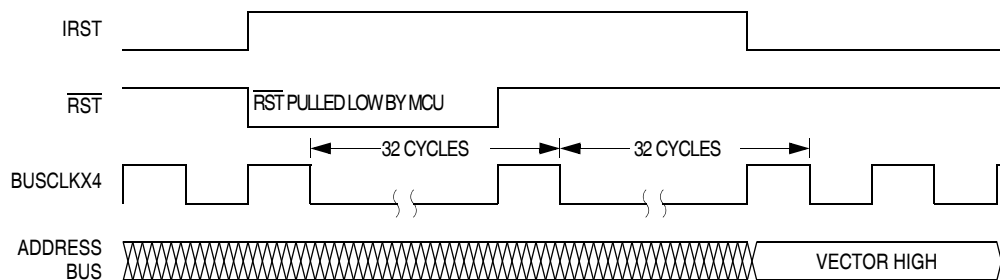 IRST
RST
RST PULLED LOW BY MCU
32 CYCLES 32 CYCLES
BUSCLKX4
ADDRESS
BUS
VECTOR HIGH